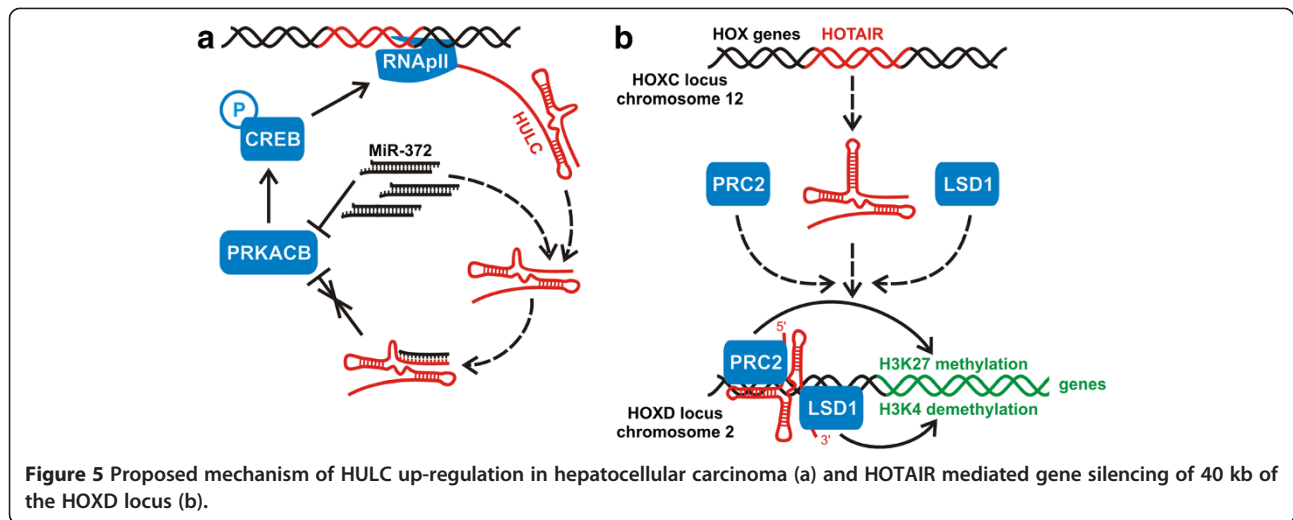 a
RNApII
P
CREB
HULC
MiR-372
PRKACB
b
HOX genes
HOTAIR
HOXC locus
chromosome 12
PRC2
LSD1
5'
PRC2
H3K27 methylation
genes
LSD1
H3K4 demethylation
HOXD locus
chromosome 2
3'
Figure 5 Proposed mechanism of HULC up-regulation in hepatocellular carcinoma (a) and HOTAIR mediated gene silencing of 40 kb of
the HOXD locus (b).